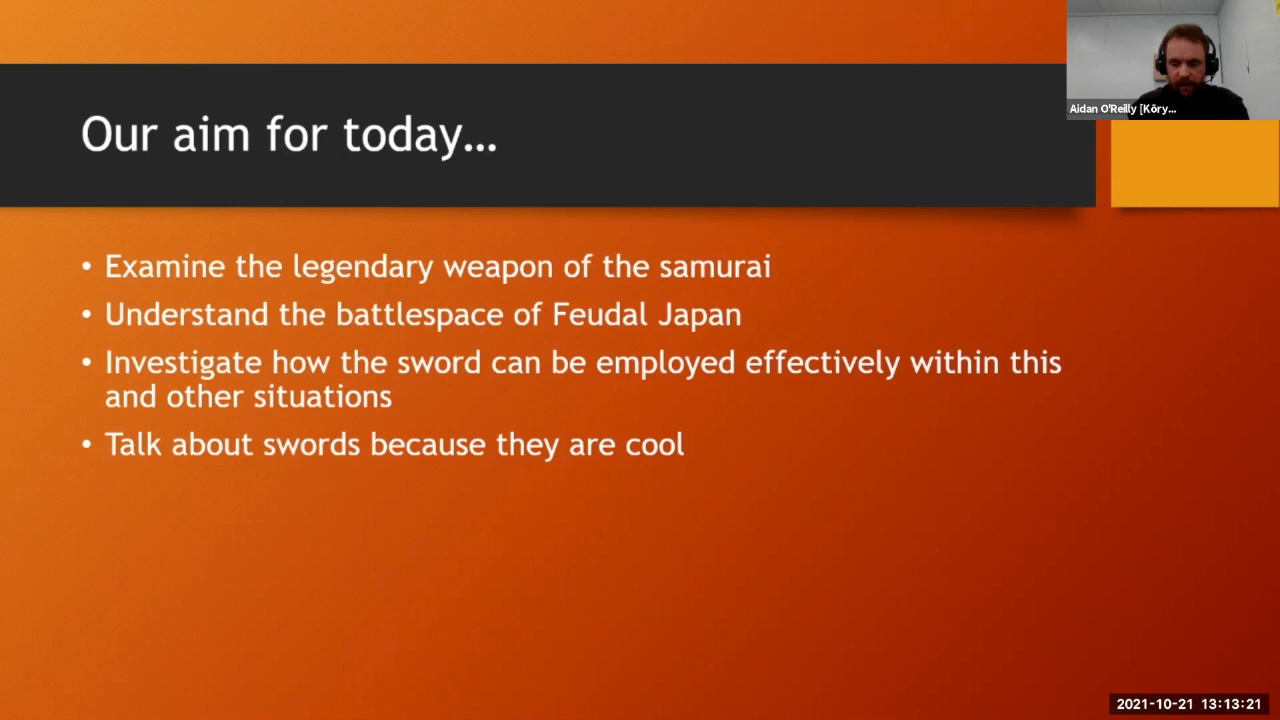 Our aim for today...
Aidan O'Reilly [Kōry...
• Examine the legendary weapon of the samurai
• Understand the battlespace of Feudal Japan
• Investigate how the sword can be employed effectively within this
and other situations
• Talk about swords because they are cool
2021-10-21 13:13:21